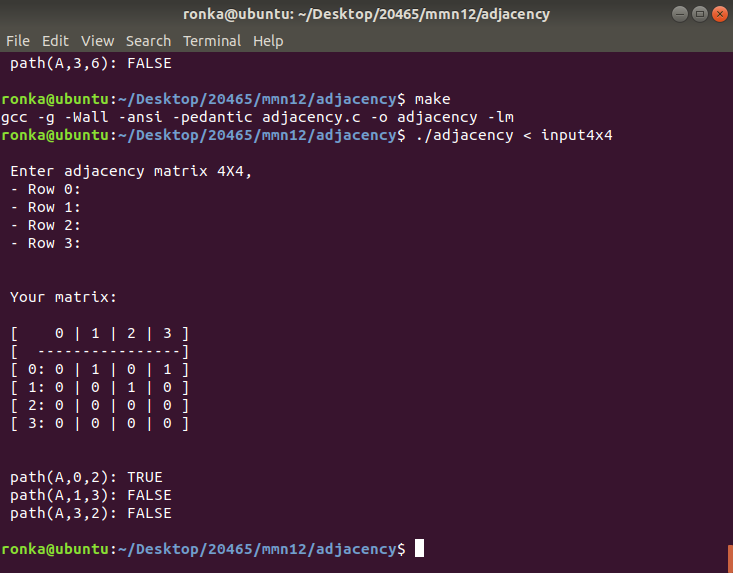 ronka@ubuntu: ~/Desktop/20465/mmn12/adjacency
File Edit View Search Terminal Help
path(A,3,6): FALSE
ronka@ubuntu:~/Desktop/20465/mmn12/adjacency$ make
gcc -g -Wall -ansi -pedantic adjacency.c -o adjacency -lm
ronka@ubuntu:~/Desktop/20465/mmn12/adjacency$ ./adjacency < input4x4
Enter adjacency matrix 4X4,
- Row 0:
- Row 1:
- Row 2:
- Row 3:
Your matrix:
[    0 | 1 | 2 | 3 ]
[  ----------------]
[ 0: 0 | 1 | 0 | 1 ]
[ 1: 0 | 0 | 1 | 0 ]
[ 2: 0 | 0 | 0 | 0 ]
[ 3: 0 | 0 | 0 | 0 ]
path(A,0,2): TRUE
path(A,1,3): FALSE
path(A,3,2): FALSE
ronka@ubuntu:~/Desktop/20465/mmn12/adjacency$